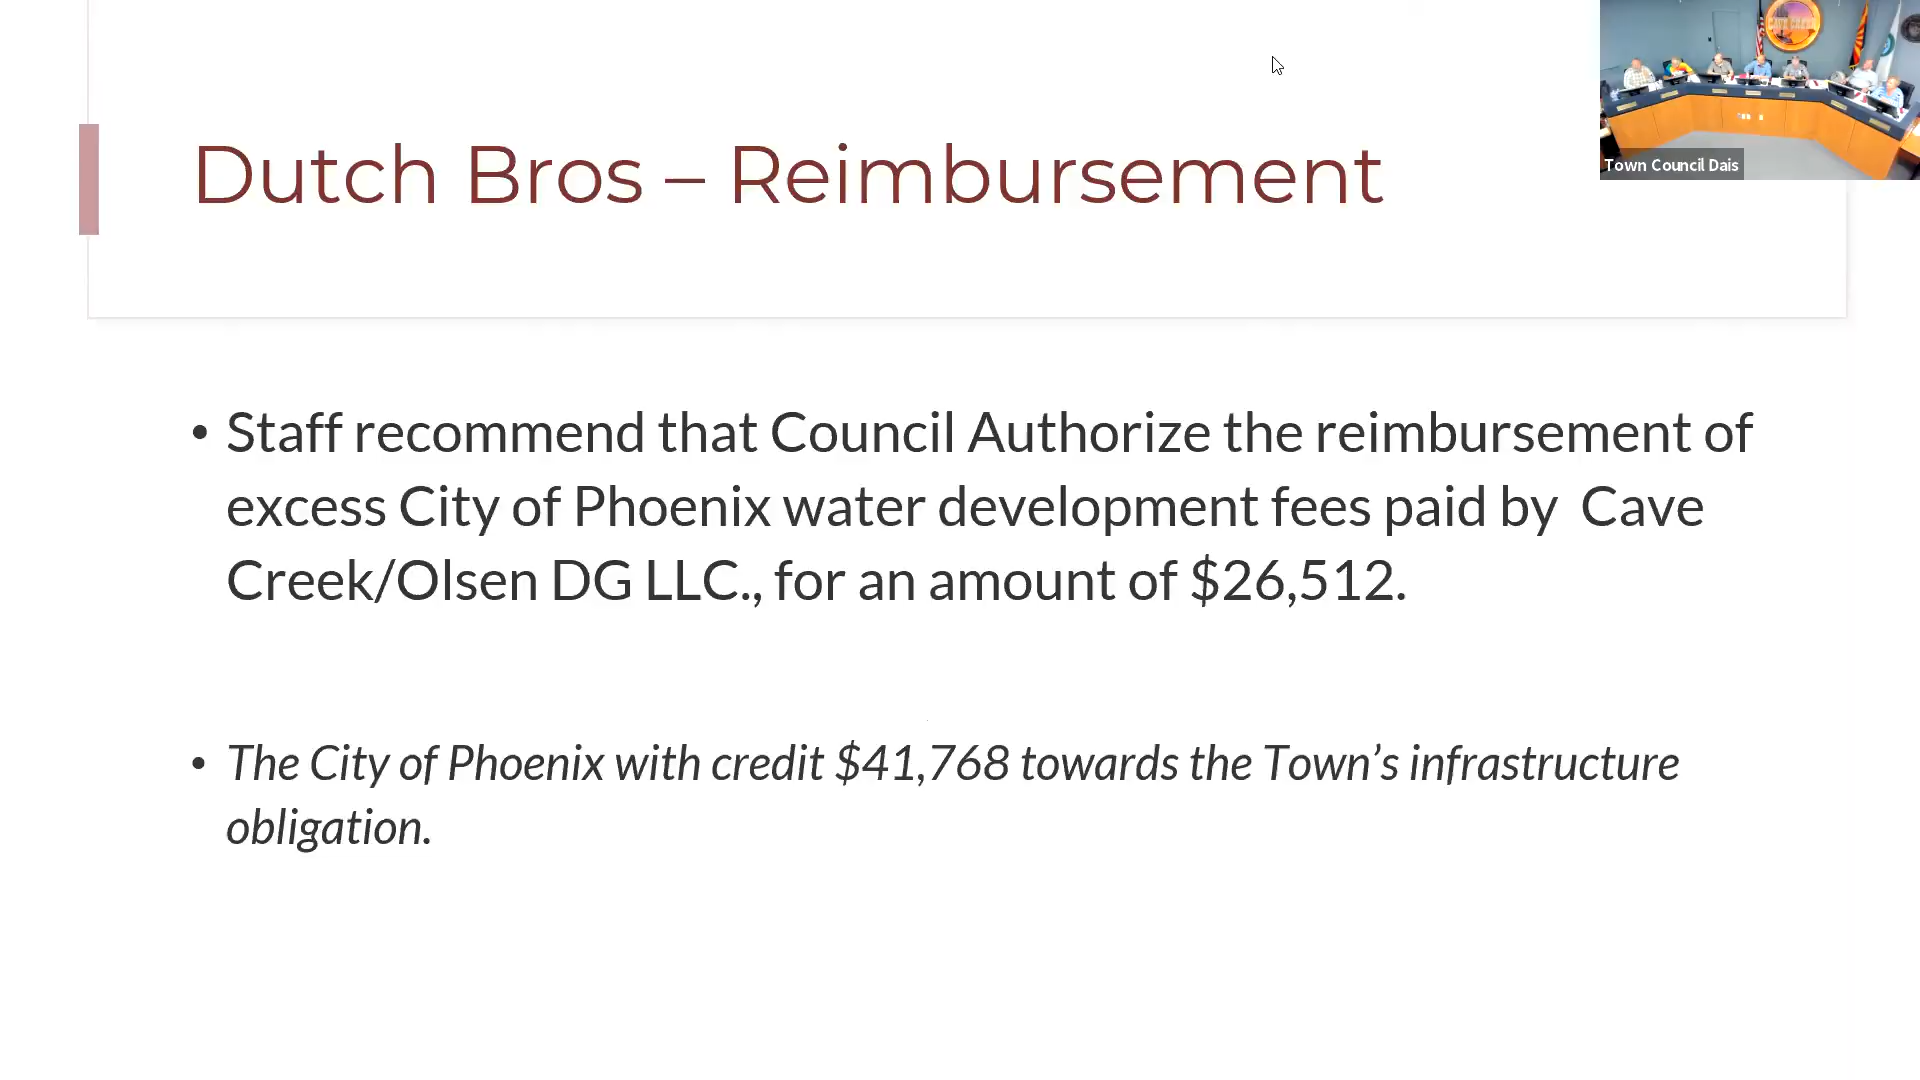 CAVE CREEK
Town Council Dais
Dutch Bros – Reimbursement
• Staff recommend that Council Authorize the reimbursement of
excess City of Phoenix water development fees paid by  Cave
Creek/Olsen DG LLC., for an amount of $26,512.
• The City of Phoenix with credit $41,768 towards the Town’s infrastructure
obligation.